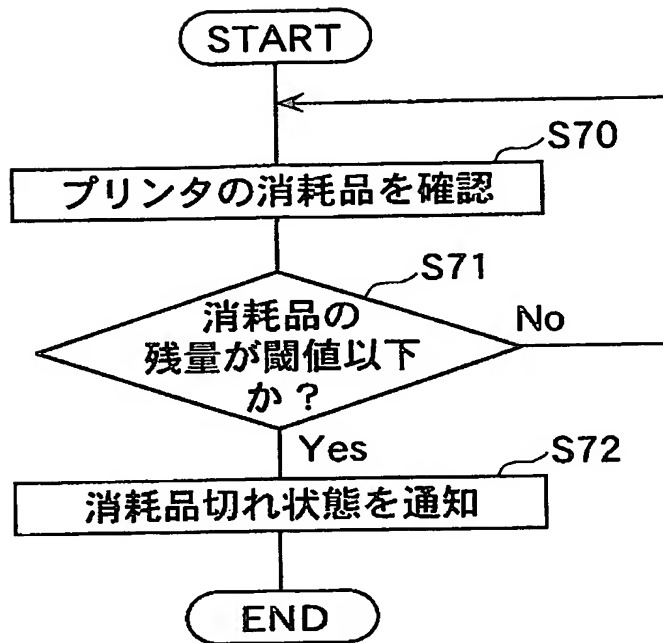 START
S70
プリンタの消耗品を確認
S71
消耗品の
残量が閾値以下
か?
No
Yes
S72
消耗品切れ状態を通知
END